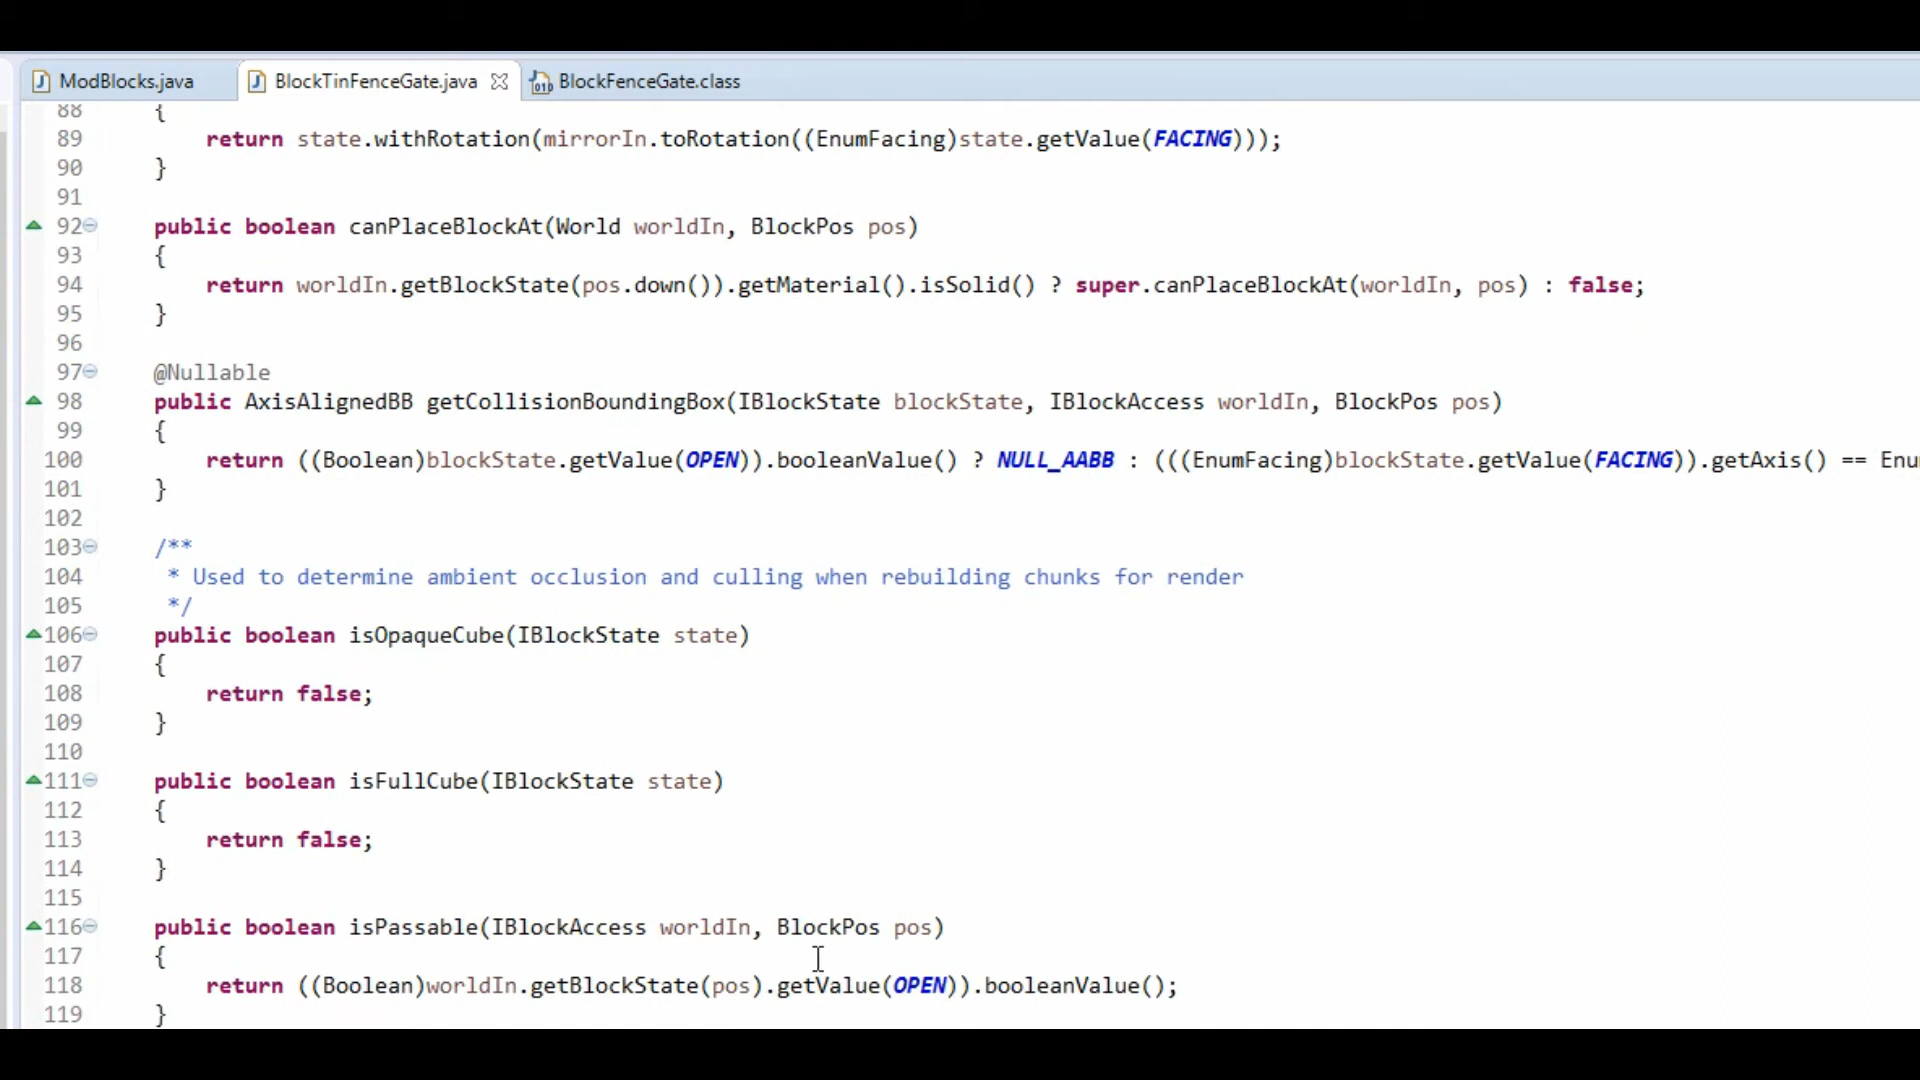 ModBlocks.java BlockTinFenceGate.java BlockFenceGate.class
88 {
89 return state.withRotation(mirrorIn.toRotation((EnumFacing)state.getValue(FACING)));
90 }
91
92 public boolean canPlaceBlockAt(World worldIn, BlockPos pos)
93 {
94 return worldIn.getBlockState(pos.down()).getMaterial().isSolid() ? super.canPlaceBlockAt(worldIn, pos) : false;
95 }
96
97 @Nullable
98 public AxisAlignedBB getCollisionBoundingBox(IBlockState blockState, IBlockAccess worldIn, BlockPos pos)
99 {
100 return ((Boolean)blockState.getValue(OPEN)).booleanValue() ? NULL_AABB : (((EnumFacing)blockState.getValue(FACING)).getAxis() == Enu
101 }
102
103 /**
104 * Used to determine ambient occlusion and culling when rebuilding chunks for render
105 */
106 public boolean isOpaqueCube(IBlockState state)
107 {
108 return false;
109 }
110
111 public boolean isFullCube(IBlockState state)
112 {
113 return false;
114 }
115
116 public boolean isPassable(IBlockAccess worldIn, BlockPos pos)
117 {
118 return ((Boolean)worldIn.getBlockState(pos).getValue(OPEN)).booleanValue();
119 }